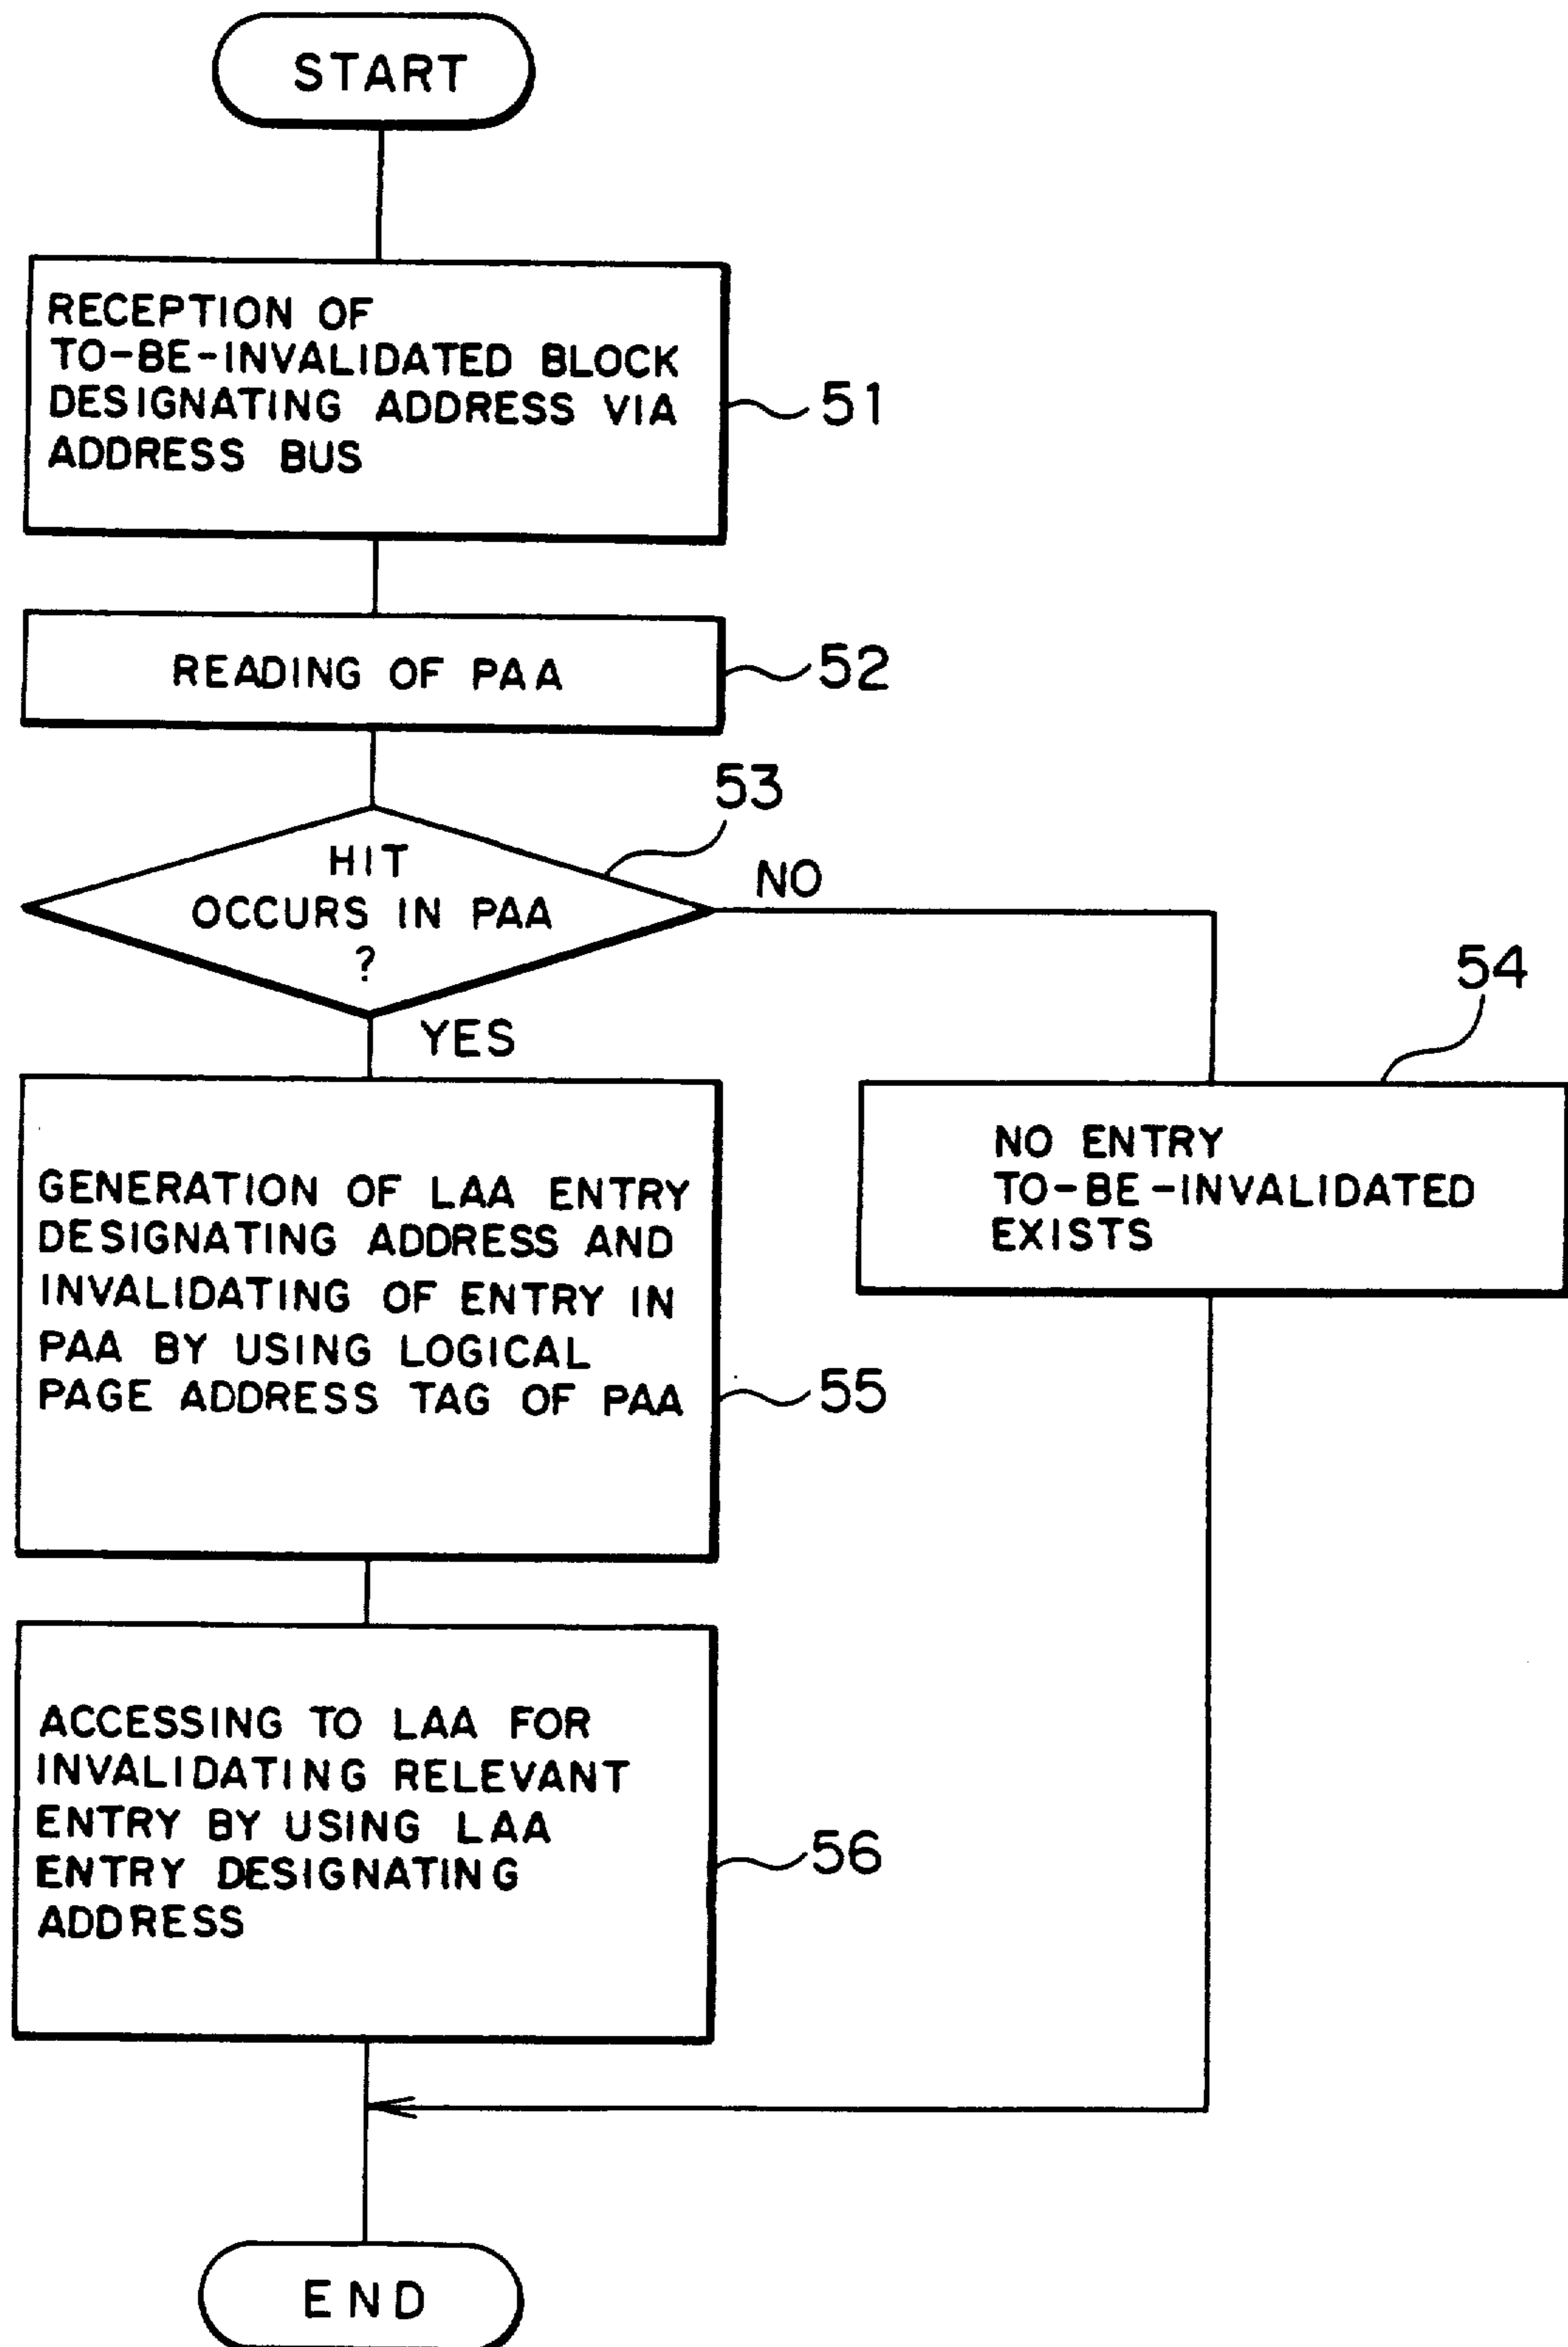 START
RECEPTION OF
TO-BE-INVALIDATED BLOCK
DESIGNATING ADDRESS VIA
ADDRESS BUS
51
READING OF PAA
52
53
HIT
OCCURS IN PAA
?
NO
YES
54
NO ENTRY
TO-BE-INVALIDATED
EXISTS
GENERATION OF LAA ENTRY
DESIGNATING ADDRESS AND
INVALIDATING OF ENTRY IN
PAA BY USING LOGICAL
PAGE ADDRESS TAG OF PAA
55
ACCESSING TO LAA FOR
INVALIDATING RELEVANT
ENTRY BY USING LAA
ENTRY DESIGNATING
ADDRESS
56
END